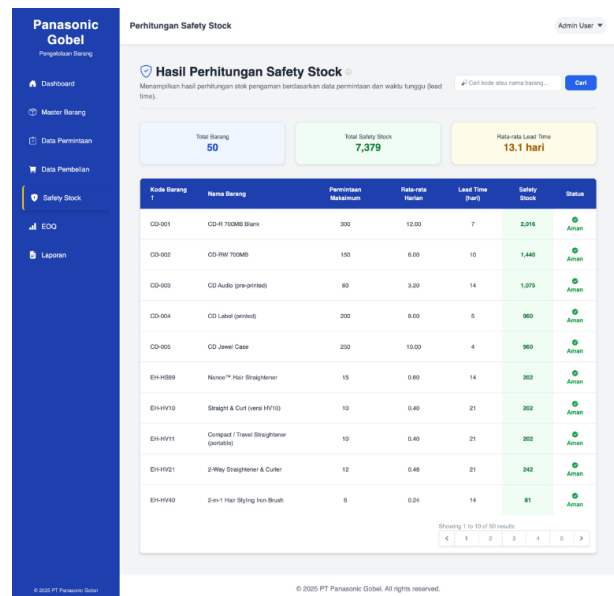 Panasonic
Gobel
Pengelolaan Barang
Dashboard
Master Barang
Data Permintaan
Data Pembelian
Safety Stock
EOQ
Laporan
© 2025 PT Panasonic Gobel
Perhitungan Safety Stock
Admin User
Hasil Perhitungan Safety Stock
Menampilkan hasil perhitungan stok pengaman berdasarkan data permintaan dan waktu tunggu (lead
time).
Cari kode atau nama barang...
Cari
Total Barang
50
Total Safety Stock
7,379
Rata-rata Lead Time
13.1 hari
Kode Barang ↑ Nama Barang Permintaan Maksimum Rata-rata Harian Lead Time (hari) Safety Stock Status
CD-001 CD-R 700MB Blank 300 12.00 7 2,016 Aman
CD-002 CD-RW 700MB 150 6.00 10 1,440 Aman
CD-003 CD Audio (pre-printed) 80 3.20 14 1,075 Aman
CD-004 CD Label (printed) 200 8.00 5 960 Aman
CD-005 CD Jewel Case 250 10.00 4 960 Aman
EH-HS99 Nanoe™ Hair Straightener 15 0.60 14 202 Aman
EH-HV10 Straight & Curl (versi HV10) 10 0.40 21 202 Aman
EH-HV11 Compact / Travel Straightener (portable) 10 0.40 21 202 Aman
EH-HV21 2-Way Straightener & Curler 12 0.48 21 242 Aman
EH-HV40 2-in-1 Hair Styling Iron Brush 6 0.24 14 81 Aman
Showing 1 to 10 of 50 results
‹ 1 2 3 4 5 ›
© 2025 PT Panasonic Gobel. All rights reserved.